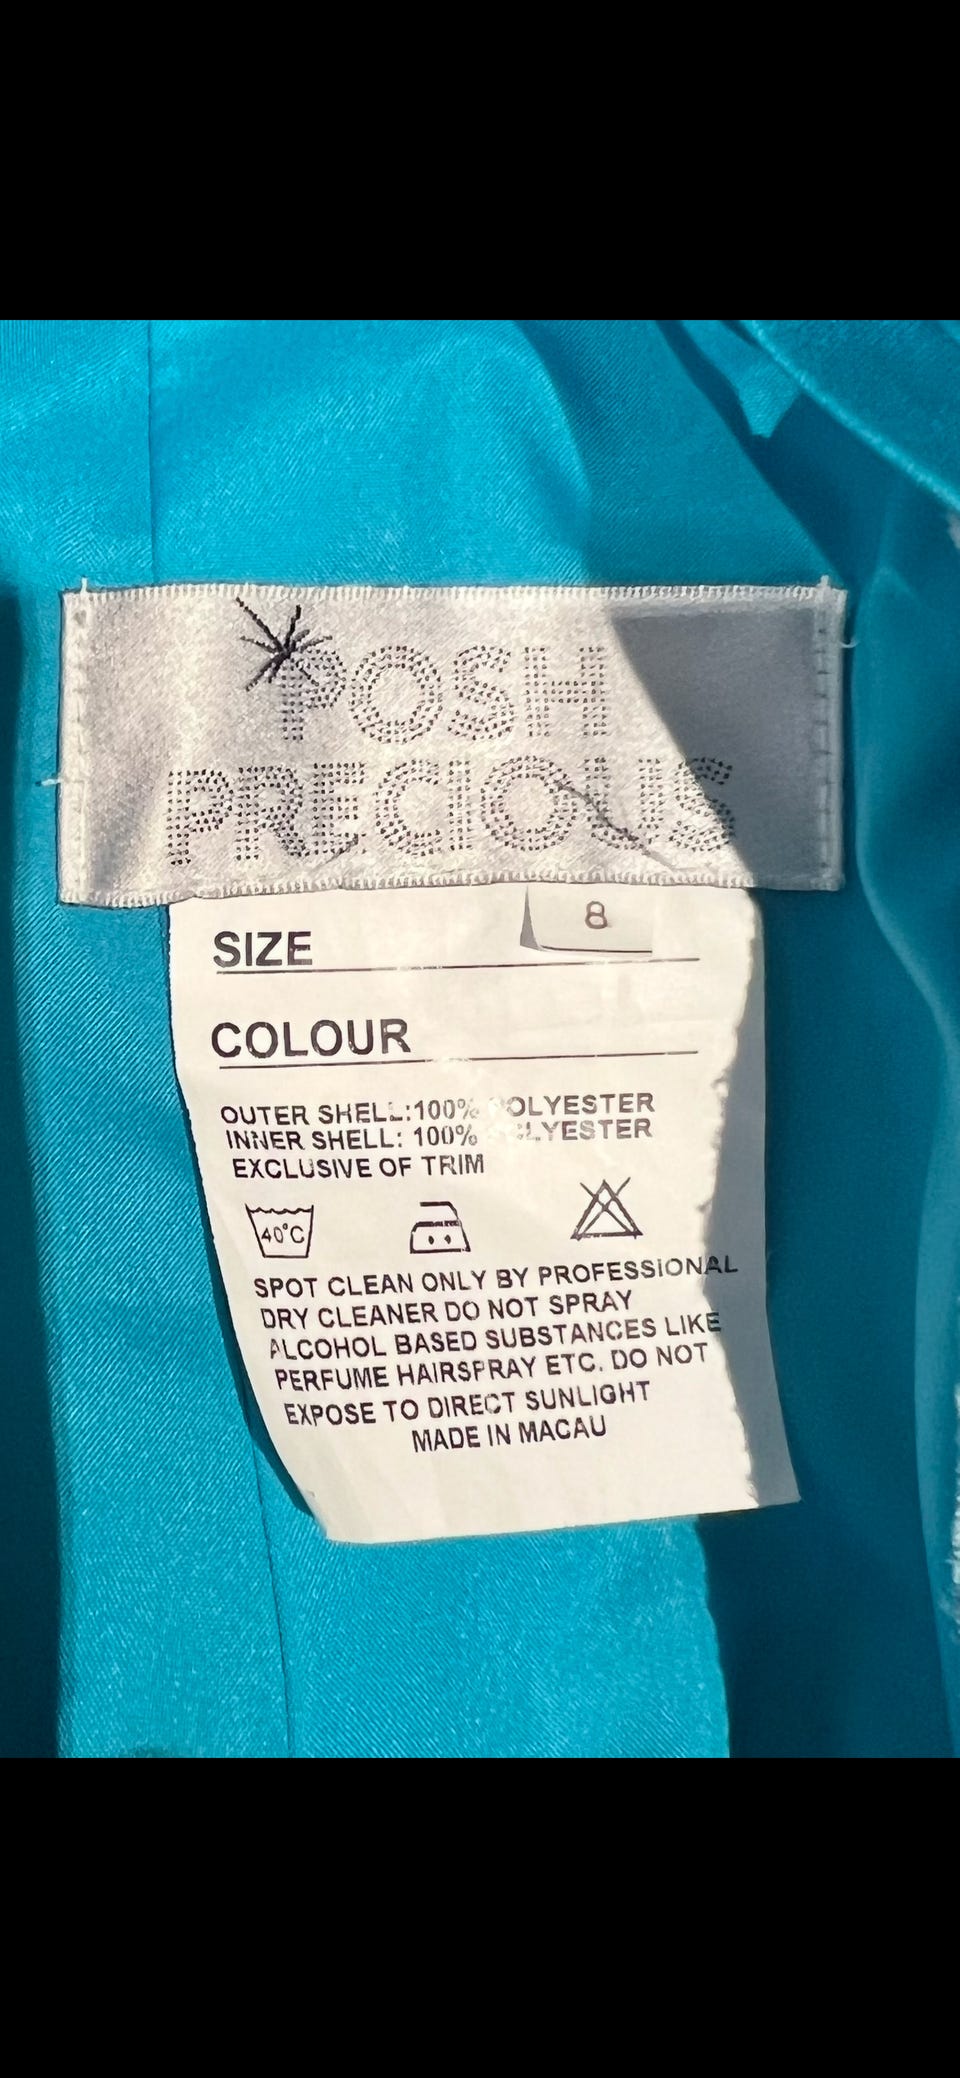 POSH
PRECIOUS
8
SIZE
COLOUR
OUTER SHELL:100% POLYESTER
INNER SHELL: 100% POLYESTER
EXCLUSIVE OF TRIM
40°C
SPOT CLEAN ONLY BY PROFESSIONAL
DRY CLEANER DO NOT SPRAY
ALCOHOL BASED SUBSTANCES LIKE
PERFUME HAIRSPRAY ETC. DO NOT
EXPOSE TO DIRECT SUNLIGHT
MADE IN MACAU